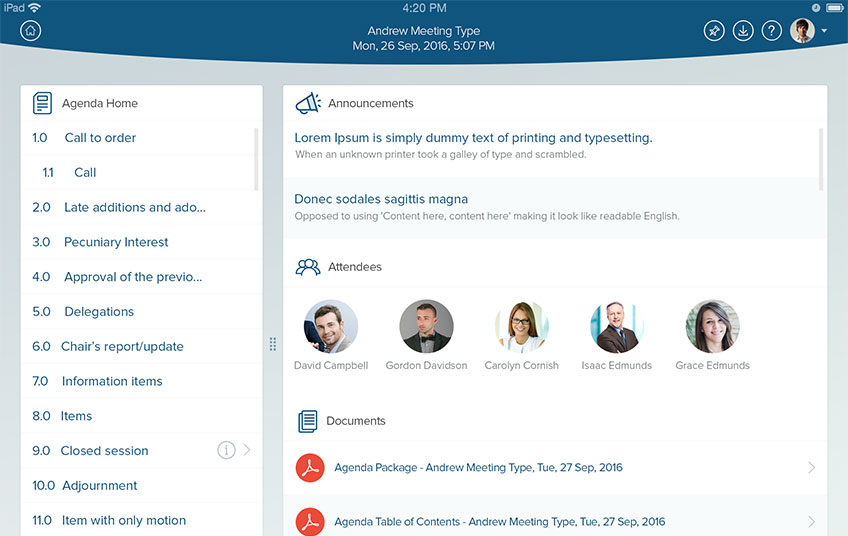 iPad
4:20 PM
Andrew Meeting Type
Mon, 26 Sep, 2016, 5:07 PM
?
Agenda Home
1.0 Call to order
1.1 Call
2.0 Late additions and ado...
3.0 Pecuniary Interest
4.0 Approval of the previo...
5.0 Delegations
6.0 Chair's report/update
7.0 Information items
8.0 Items
9.0 Closed session i
10.0 Adjournment
11.0 Item with only motion
Announcements
Lorem Ipsum is simply dummy text of printing and typesetting.
When an unknown printer took a galley of type and scrambled.
Donec sodales sagittis magna
Opposed to using 'Content here, content here' making it look like readable English.
Attendees
David Campbell Gordon Davidson Carolyn Cornish Isaac Edmunds Grace Edmunds
Documents
Agenda Package - Andrew Meeting Type, Tue, 27 Sep, 2016
Agenda Table of Contents - Andrew Meeting Type, Tue, 27 Sep, 2016